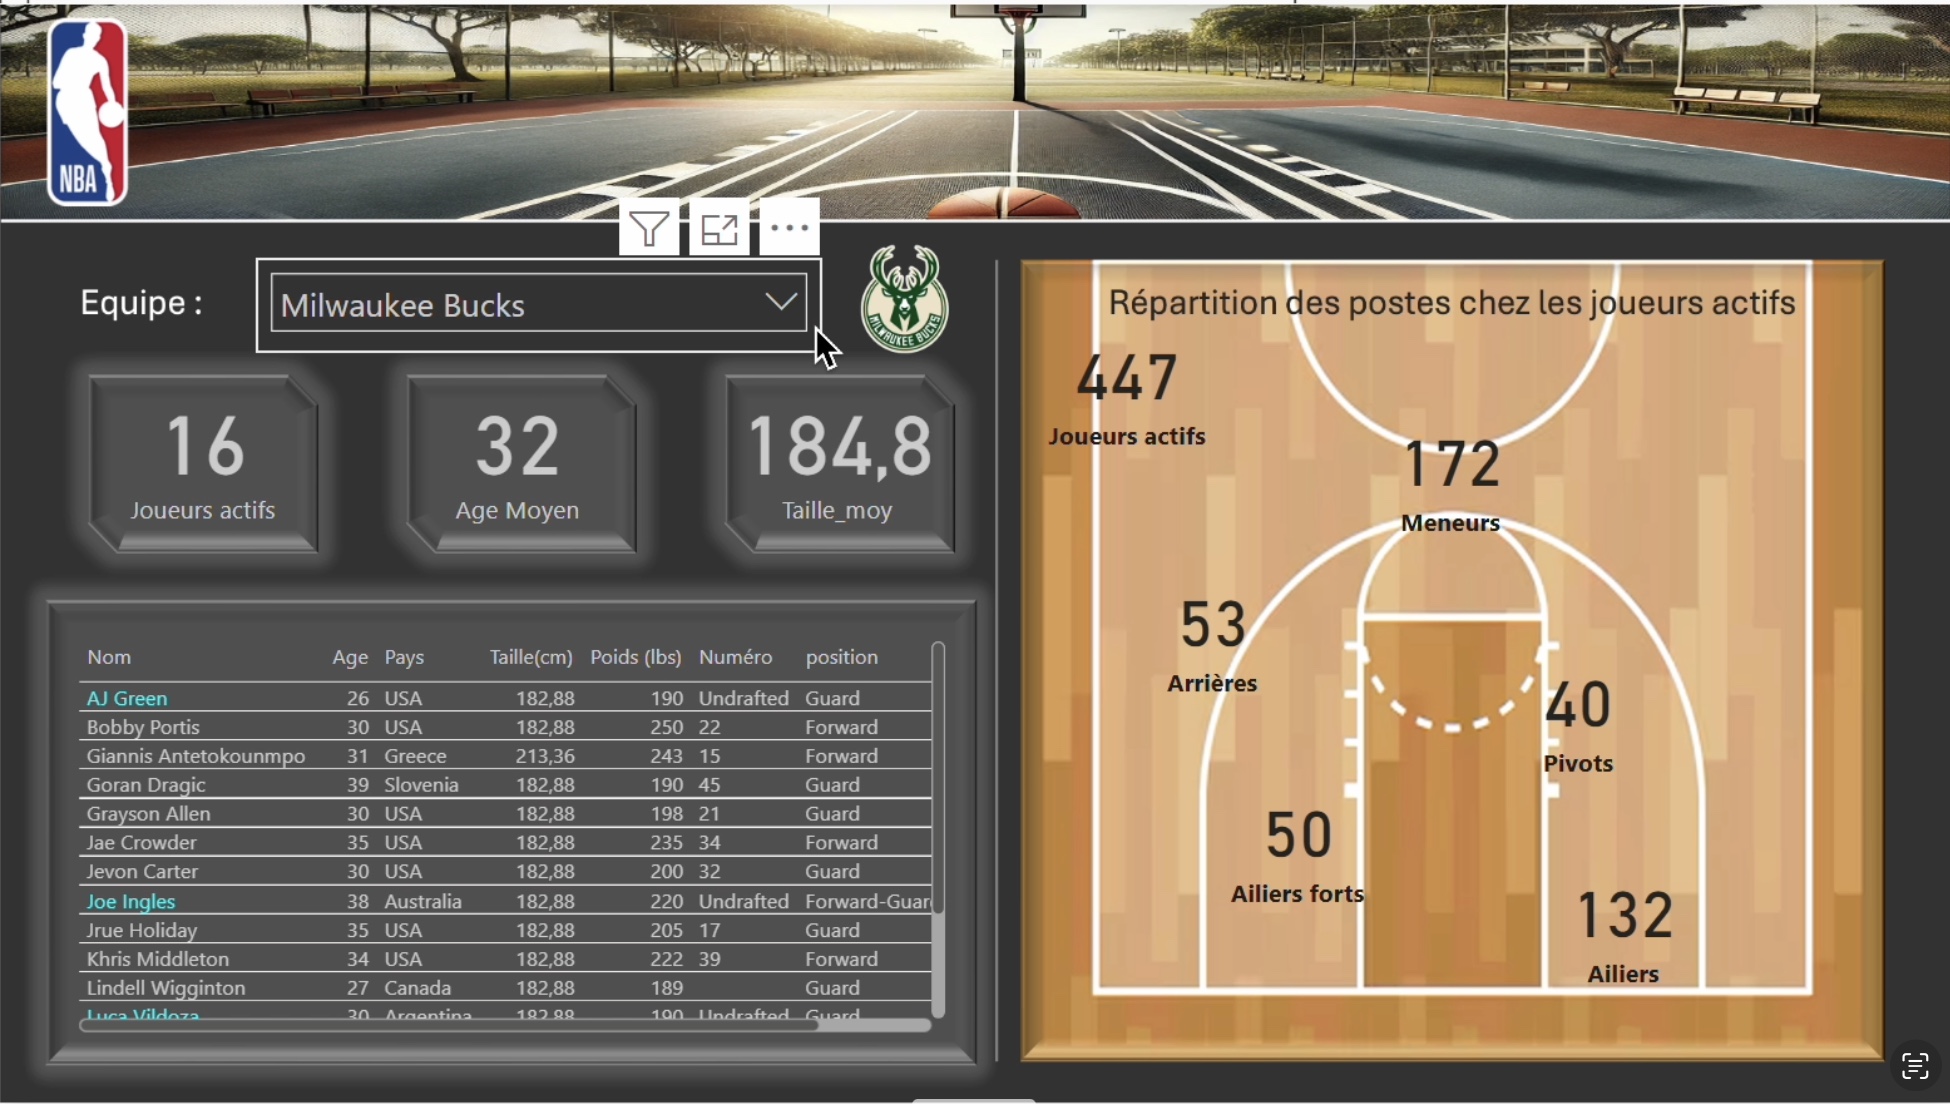 NBA
Equipe :
Milwaukee Bucks
MILWAUKEE BUCKS
16
Joueurs actifs
32
Age Moyen
184,8
Taille_moy
Nom Age Pays Taille(cm) Poids (lbs) Numéro position
AJ Green 26 USA 182,88 190 Undrafted Guard
Bobby Portis 30 USA 182,88 250 22 Forward
Giannis Antetokounmpo 31 Greece 213,36 243 15 Forward
Goran Dragic 39 Slovenia 182,88 190 45 Guard
Grayson Allen 30 USA 182,88 198 21 Guard
Jae Crowder 35 USA 182,88 235 34 Forward
Jevon Carter 30 USA 182,88 200 32 Guard
Joe Ingles 38 Australia 182,88 220 Undrafted Forward-Guar
Jrue Holiday 35 USA 182,88 205 17 Guard
Khris Middleton 34 USA 182,88 222 39 Forward
Lindell Wigginton 27 Canada 182,88 189 Guard
Luca Vildoza 30 Argentina 182,88 190 Undrafted Guard
Répartition des postes chez les joueurs actifs
447
Joueurs actifs
172
Meneurs
53
Arrières
40
Pivots
50
Ailiers forts
132
Ailiers